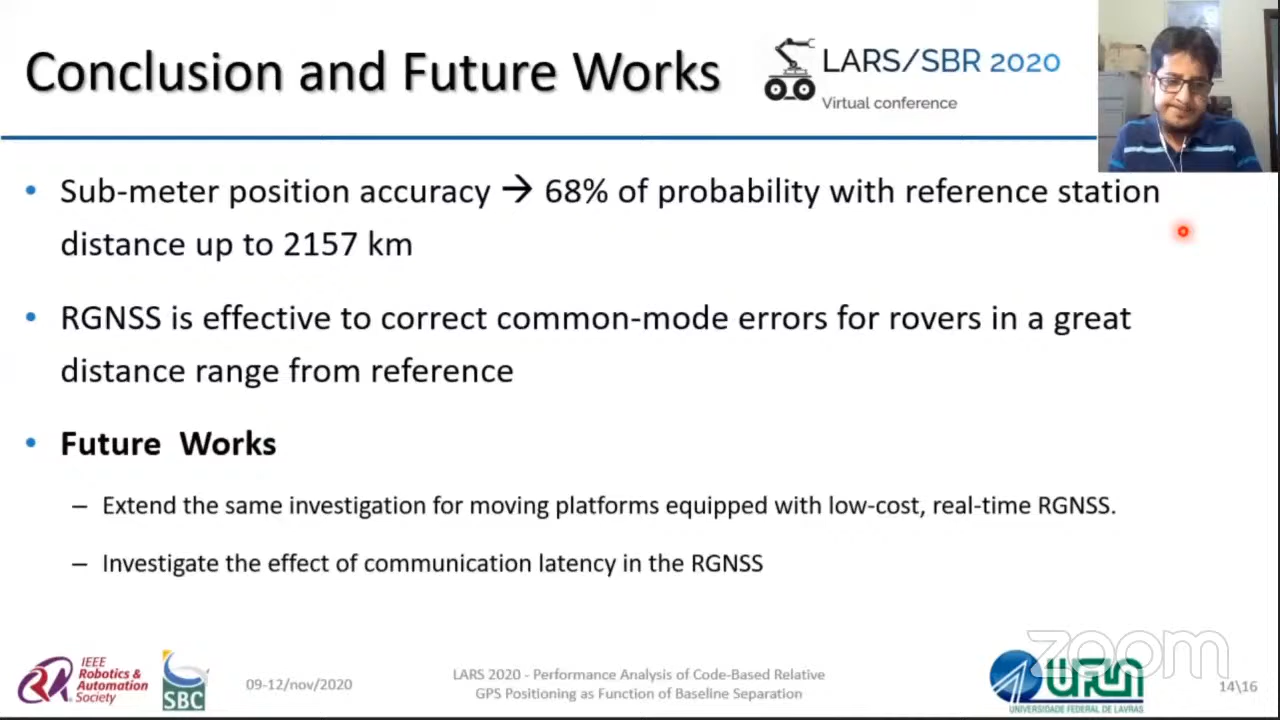 Conclusion and Future Works
LARS/SBR 2020
Virtual conference
• Sub-meter position accuracy → 68% of probability with reference station
distance up to 2157 km
• RGNSS is effective to correct common-mode errors for rovers in a great
distance range from reference
• Future Works
– Extend the same investigation for moving platforms equipped with low-cost, real-time RGNSS.
– Investigate the effect of communication latency in the RGNSS
IEEE
Robotics &
Automation
Society
SBC
09-12/nov/2020
LARS 2020 - Performance Analysis of Code-Based Relative
GPS Positioning as Function of Baseline Separation
UFLA
UNIVERSIDADE FEDERAL DE LAVRAS
zoom
14\16